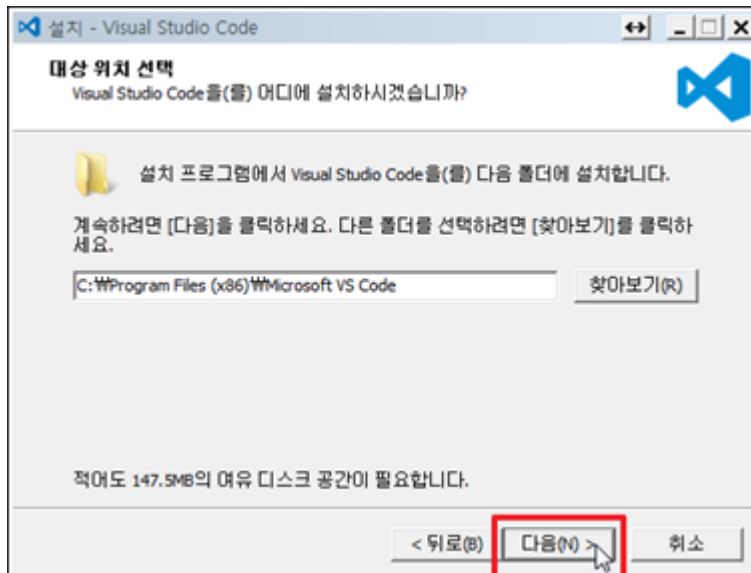 설치 - Visual Studio Code
대상 위치 선택
Visual Studio Code을(를) 어디에 설치하시겠습니까?
설치 프로그램에서 Visual Studio Code을(를) 다음 폴더에 설치합니다.
계속하려면 [다음]을 클릭하세요. 다른 폴더를 선택하려면 [찾아보기]를 클릭하
세요.
C:₩Program Files (x86)₩Microsoft VS Code
찾아보기(R)
적어도 147.5MB의 여유 디스크 공간이 필요합니다.
< 뒤로(B)
다음(N) >
취소